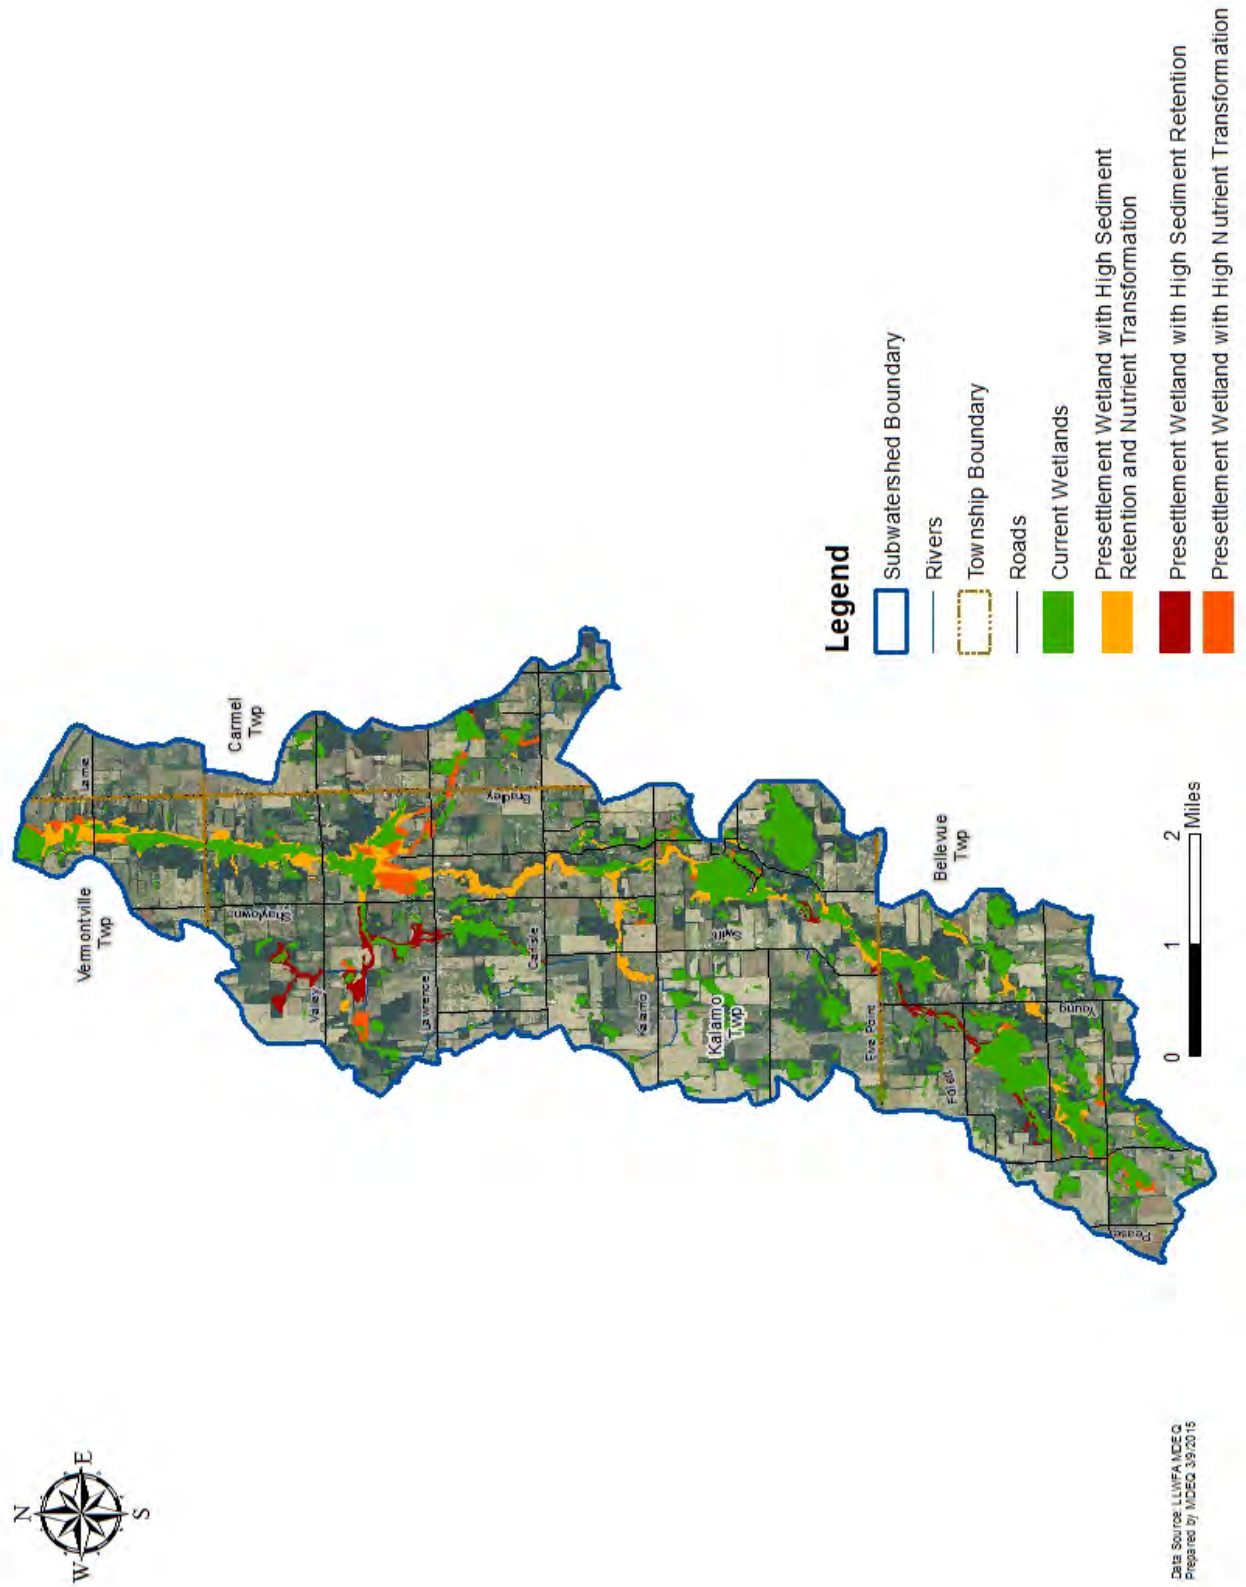 N
W
E
S
Vermontville
Twp
Carmel
Twp
Lame
Shaytown
Valley
Bradley
Lawrence
Carlisle
Kalamo
Swift
Kalamo
Twp
Five Point
Bellevue
Twp
Follett
Young
Pease
0
1
2
Miles
Legend
Subwatershed Boundary
Rivers
Township Boundary
Roads
Current Wetlands
Presettlement Wetland with High Sediment
Retention and Nutrient Transformation
Presettlement Wetland with High Sediment Retention
Presettlement Wetland with High Nutrient Transformation
Data Source: LLWFA MDEQ
Prepared by MDEQ 3/9/2015